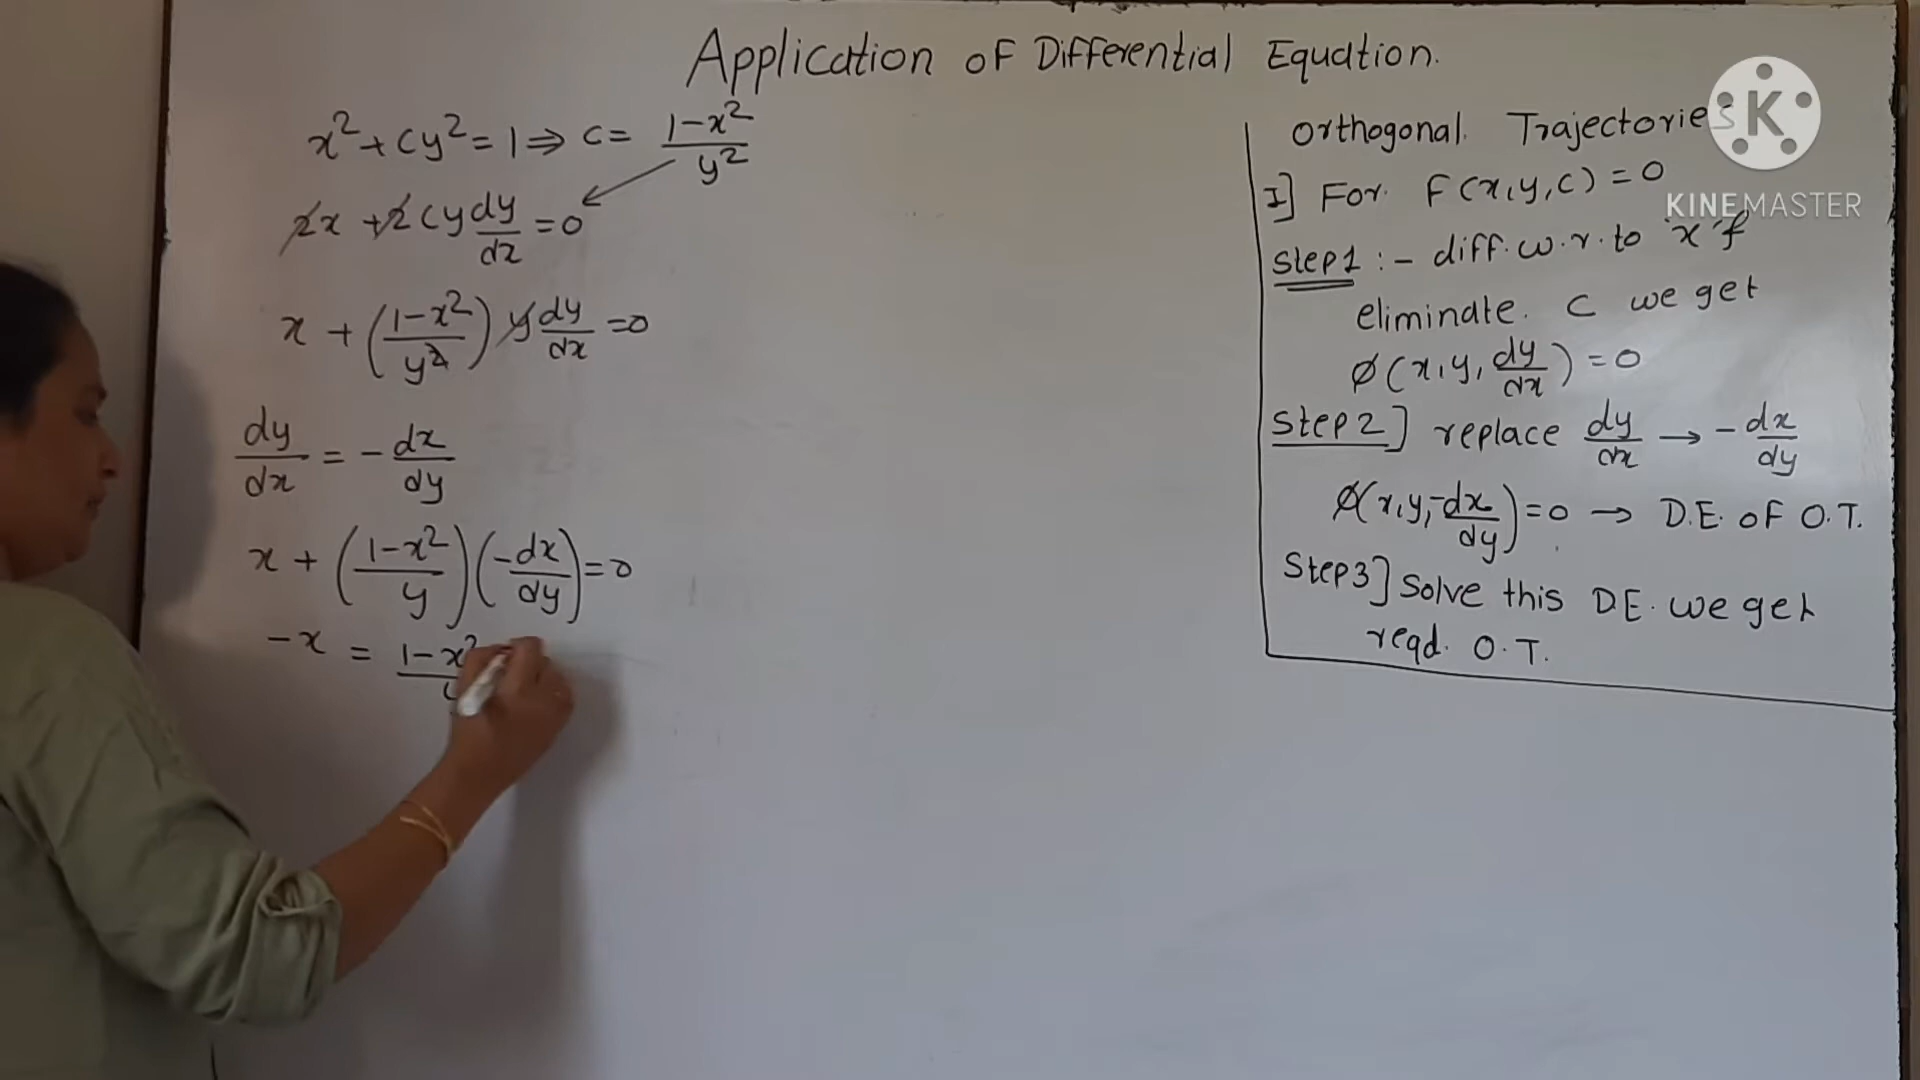 Application of Differential Equation.
x² + cy² = 1 ⇒ c = (1-x²)/y²
2x + 2cy dy/dx = 0
x + ((1-x²)/y²) y dy/dx = 0
dy/dx = -dx/dy
x + ((1-x²)/y)(-dx/dy) = 0
-x = (1-x²)/y
Orthogonal. Trajectories
I] For. F(x,y,c) = 0
Step1 :- diff. w.r.to 'x' f
eliminate. c we get
ø(x,y,dy/dx) = 0
Step2] replace dy/dx → -dx/dy
ø(x,y,-dx/dy) = 0 → D.E. of O.T.
Step3] Solve this D.E. we get
reqd. O.T.
K
KINEMASTER